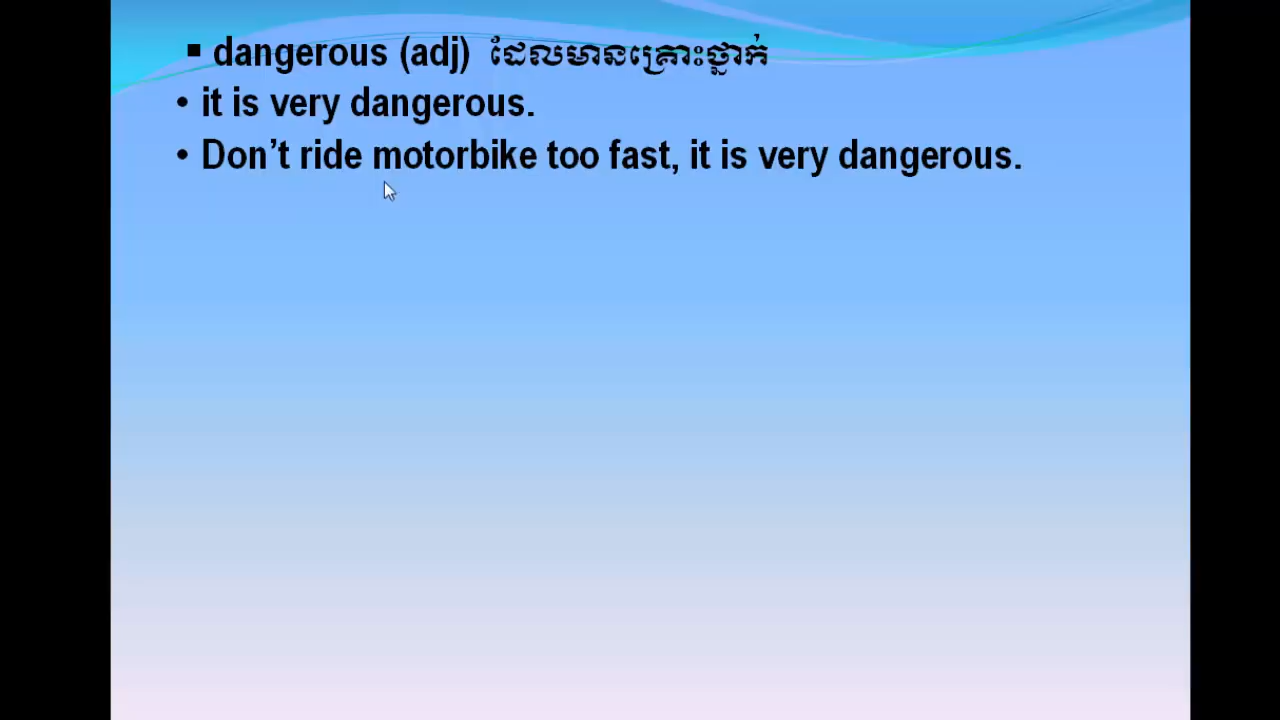 ▪ dangerous (adj) ដែលមានគ្រោះថ្នាក់
• it is very dangerous.
• Don’t ride motorbike too fast, it is very dangerous.